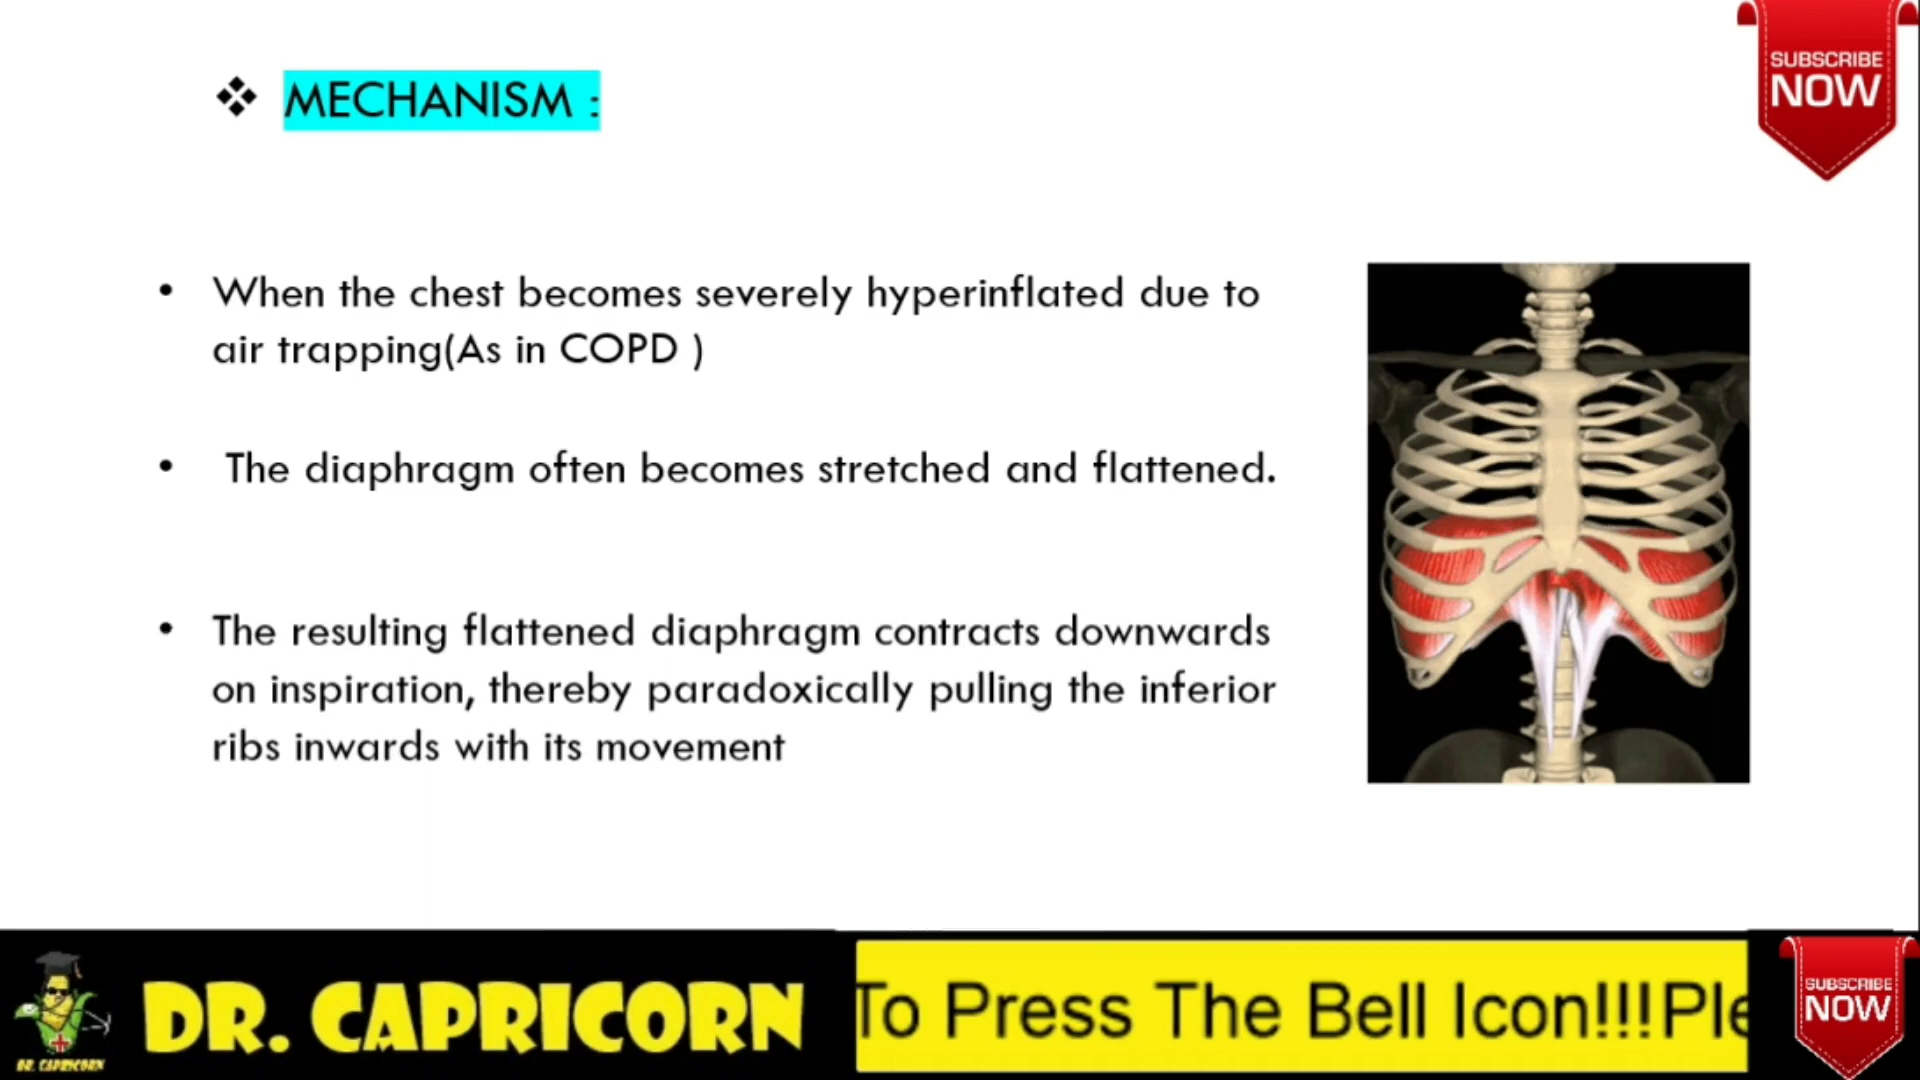 ❖ MECHANISM :
SUBSCRIBE
NOW
• When the chest becomes severely hyperinflated due to
air trapping(As in COPD )
• The diaphragm often becomes stretched and flattened.
• The resulting flattened diaphragm contracts downwards
on inspiration, thereby paradoxically pulling the inferior
ribs inwards with its movement
DR. CAPRICORN
DR. CAPRICORN
To Press The Bell Icon!!!Ple
SUBSCRIBE
NOW